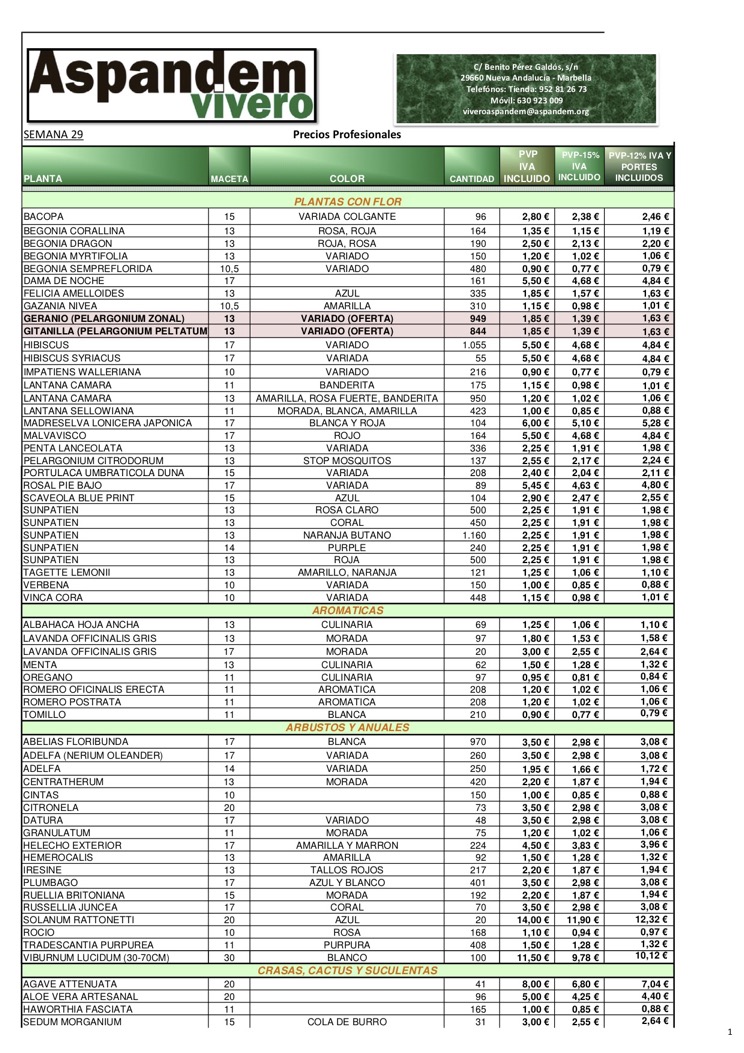 Aspandem
vivero
C/ Benito Pérez Galdós, s/n
29660 Nueva Andalucía - Marbella
Telefónos: Tienda: 952 81 26 73
Móvil: 630 923 009
viveroaspandem@aspandem.org
SEMANA 29 Precios Profesionales
PLANTA MACETA COLOR CANTIDAD PVP IVA INCLUIDO PVP-15% IVA INCLUIDO PVP-12% IVA Y PORTES INCLUIDOS
PLANTAS CON FLOR
BACOPA 15 VARIADA COLGANTE 96 2,80 € 2,38 € 2,46 €
BEGONIA CORALLINA 13 ROSA, ROJA 164 1,35 € 1,15 € 1,19 €
BEGONIA DRAGON 13 ROJA, ROSA 190 2,50 € 2,13 € 2,20 €
BEGONIA MYRTIFOLIA 13 VARIADO 150 1,20 € 1,02 € 1,06 €
BEGONIA SEMPREFLORIDA 10,5 VARIADO 480 0,90 € 0,77 € 0,79 €
DAMA DE NOCHE 17 161 5,50 € 4,68 € 4,84 €
FELICIA AMELLOIDES 13 AZUL 335 1,85 € 1,57 € 1,63 €
GAZANIA NIVEA 10,5 AMARILLA 310 1,15 € 0,98 € 1,01 €
GERANIO (PELARGONIUM ZONAL) 13 VARIADO (OFERTA) 949 1,85 € 1,39 € 1,63 €
GITANILLA (PELARGONIUM PELTATUM 13 VARIADO (OFERTA) 844 1,85 € 1,39 € 1,63 €
HIBISCUS 17 VARIADO 1.055 5,50 € 4,68 € 4,84 €
HIBISCUS SYRIACUS 17 VARIADA 55 5,50 € 4,68 € 4,84 €
IMPATIENS WALLERIANA 10 VARIADO 216 0,90 € 0,77 € 0,79 €
LANTANA CAMARA 11 BANDERITA 175 1,15 € 0,98 € 1,01 €
LANTANA CAMARA 13 AMARILLA, ROSA FUERTE, BANDERITA 950 1,20 € 1,02 € 1,06 €
LANTANA SELLOWIANA 11 MORADA, BLANCA, AMARILLA 423 1,00 € 0,85 € 0,88 €
MADRESELVA LONICERA JAPONICA 17 BLANCA Y ROJA 104 6,00 € 5,10 € 5,28 €
MALVAVISCO 17 ROJO 164 5,50 € 4,68 € 4,84 €
PENTA LANCEOLATA 13 VARIADA 336 2,25 € 1,91 € 1,98 €
PELARGONIUM CITRODORUM 13 STOP MOSQUITOS 137 2,55 € 2,17 € 2,24 €
PORTULACA UMBRATICOLA DUNA 15 VARIADA 208 2,40 € 2,04 € 2,11 €
ROSAL PIE BAJO 17 VARIADA 89 5,45 € 4,63 € 4,80 €
SCAVEOLA BLUE PRINT 15 AZUL 104 2,90 € 2,47 € 2,55 €
SUNPATIEN 13 ROSA CLARO 500 2,25 € 1,91 € 1,98 €
SUNPATIEN 13 CORAL 450 2,25 € 1,91 € 1,98 €
SUNPATIEN 13 NARANJA BUTANO 1.160 2,25 € 1,91 € 1,98 €
SUNPATIEN 14 PURPLE 240 2,25 € 1,91 € 1,98 €
SUNPATIEN 13 ROJA 500 2,25 € 1,91 € 1,98 €
TAGETTE LEMONII 13 AMARILLO, NARANJA 121 1,25 € 1,06 € 1,10 €
VERBENA 10 VARIADA 150 1,00 € 0,85 € 0,88 €
VINCA CORA 10 VARIADA 448 1,15 € 0,98 € 1,01 €
AROMATICAS
ALBAHACA HOJA ANCHA 13 CULINARIA 69 1,25 € 1,06 € 1,10 €
LAVANDA OFFICINALIS GRIS 13 MORADA 97 1,80 € 1,53 € 1,58 €
LAVANDA OFFICINALIS GRIS 17 MORADA 20 3,00 € 2,55 € 2,64 €
MENTA 13 CULINARIA 62 1,50 € 1,28 € 1,32 €
OREGANO 11 CULINARIA 97 0,95 € 0,81 € 0,84 €
ROMERO OFICINALIS ERECTA 11 AROMATICA 208 1,20 € 1,02 € 1,06 €
ROMERO POSTRATA 11 AROMATICA 208 1,20 € 1,02 € 1,06 €
TOMILLO 11 BLANCA 210 0,90 € 0,77 € 0,79 €
ARBUSTOS Y ANUALES
ABELIAS FLORIBUNDA 17 BLANCA 970 3,50 € 2,98 € 3,08 €
ADELFA (NERIUM OLEANDER) 17 VARIADA 260 3,50 € 2,98 € 3,08 €
ADELFA 14 VARIADA 250 1,95 € 1,66 € 1,72 €
CENTRATHERUM 13 MORADA 420 2,20 € 1,87 € 1,94 €
CINTAS 10 150 1,00 € 0,85 € 0,88 €
CITRONELA 20 73 3,50 € 2,98 € 3,08 €
DATURA 17 VARIADO 48 3,50 € 2,98 € 3,08 €
GRANULATUM 11 MORADA 75 1,20 € 1,02 € 1,06 €
HELECHO EXTERIOR 17 AMARILLA Y MARRON 224 4,50 € 3,83 € 3,96 €
HEMEROCALIS 13 AMARILLA 92 1,50 € 1,28 € 1,32 €
IRESINE 13 TALLOS ROJOS 217 2,20 € 1,87 € 1,94 €
PLUMBAGO 17 AZUL Y BLANCO 401 3,50 € 2,98 € 3,08 €
RUELLIA BRITONIANA 15 MORADA 192 2,20 € 1,87 € 1,94 €
RUSSELLIA JUNCEA 17 CORAL 70 3,50 € 2,98 € 3,08 €
SOLANUM RATTONETTI 20 AZUL 20 14,00 € 11,90 € 12,32 €
ROCIO 10 ROSA 168 1,10 € 0,94 € 0,97 €
TRADESCANTIA PURPUREA 11 PURPURA 408 1,50 € 1,28 € 1,32 €
VIBURNUM LUCIDUM (30-70CM) 30 BLANCO 100 11,50 € 9,78 € 10,12 €
CRASAS, CACTUS Y SUCULENTAS
AGAVE ATTENUATA 20 41 8,00 € 6,80 € 7,04 €
ALOE VERA ARTESANAL 20 96 5,00 € 4,25 € 4,40 €
HAWORTHIA FASCIATA 11 165 1,00 € 0,85 € 0,88 €
SEDUM MORGANIUM 15 COLA DE BURRO 31 3,00 € 2,55 € 2,64 €
1